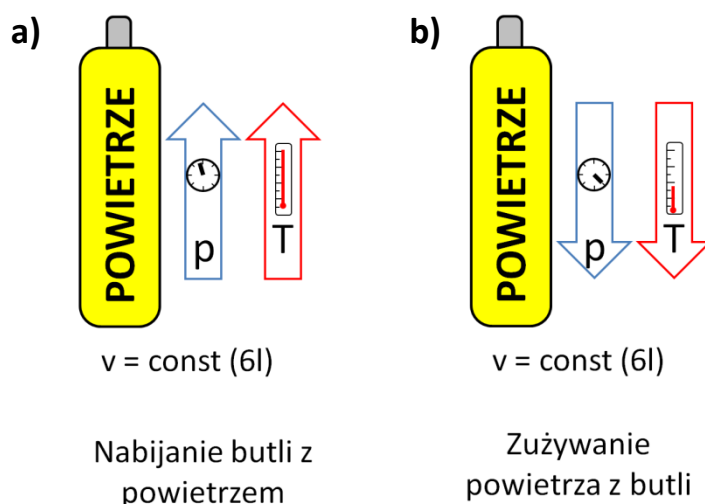 a)
POWIETRZE
p
T
v = const (6l)
Nabijanie butli z
powietrzem
b)
POWIETRZE
p
T
v = const (6l)
Zużywanie
powietrza z butli